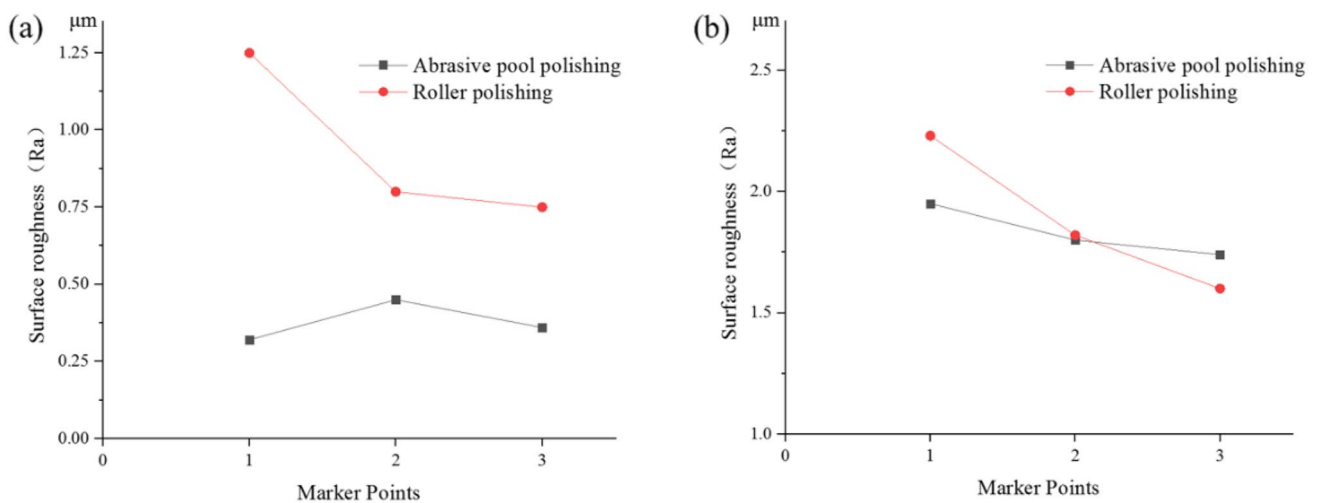 (a)
μm
1.25
1.00
0.75
0.50
0.25
0.00
Surface roughness（Ra）
Abrasive pool polishing
Roller polishing
0 1 2 3
Marker Points
(b)
μm
2.5
2.0
1.5
1.0
Surface roughness（Ra）
Abrasive pool polishing
Roller polishing
0 1 2 3
Marker Points